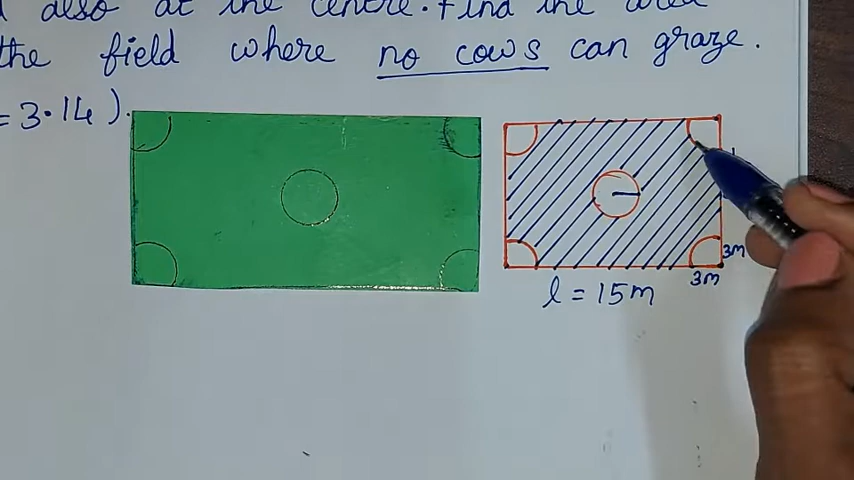 also at the centre. Find the area
the field where no cows can graze.
= 3.14).
3m
3m
l = 15m